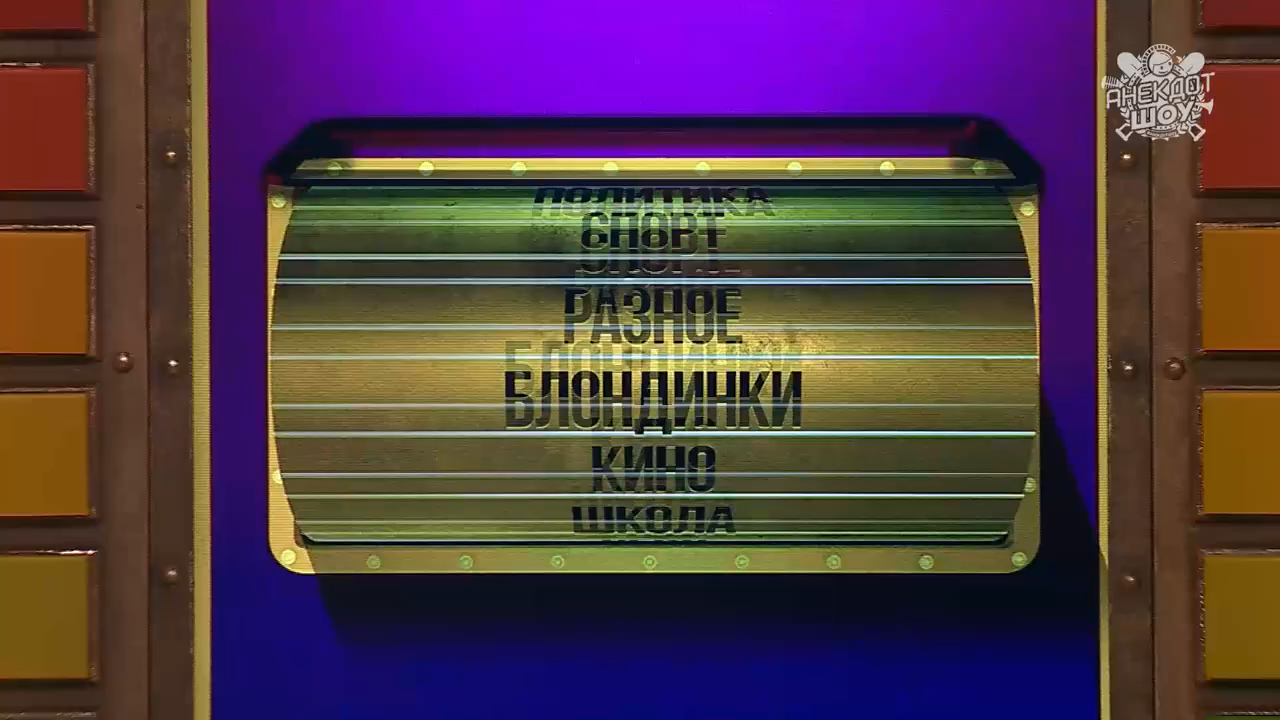 АНЕКДОТ
ШОУ
ПОЛИТИКА
СПОРТ
РАЗНОЕ
БЛОНДИНКИ
КИНО
ШКОЛА